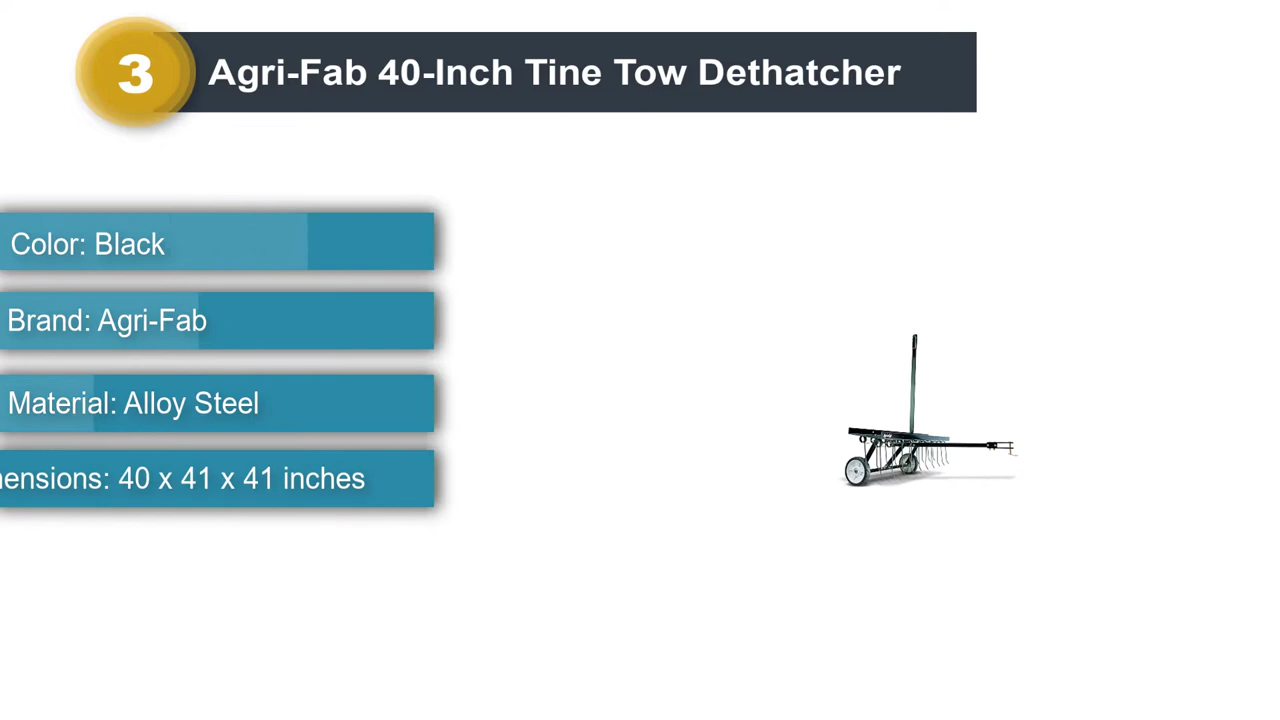 3
Agri-Fab 40-Inch Tine Tow Dethatcher
Color: Black
Brand: Agri-Fab
Material: Alloy Steel
mensions: 40 x 41 x 41 inches